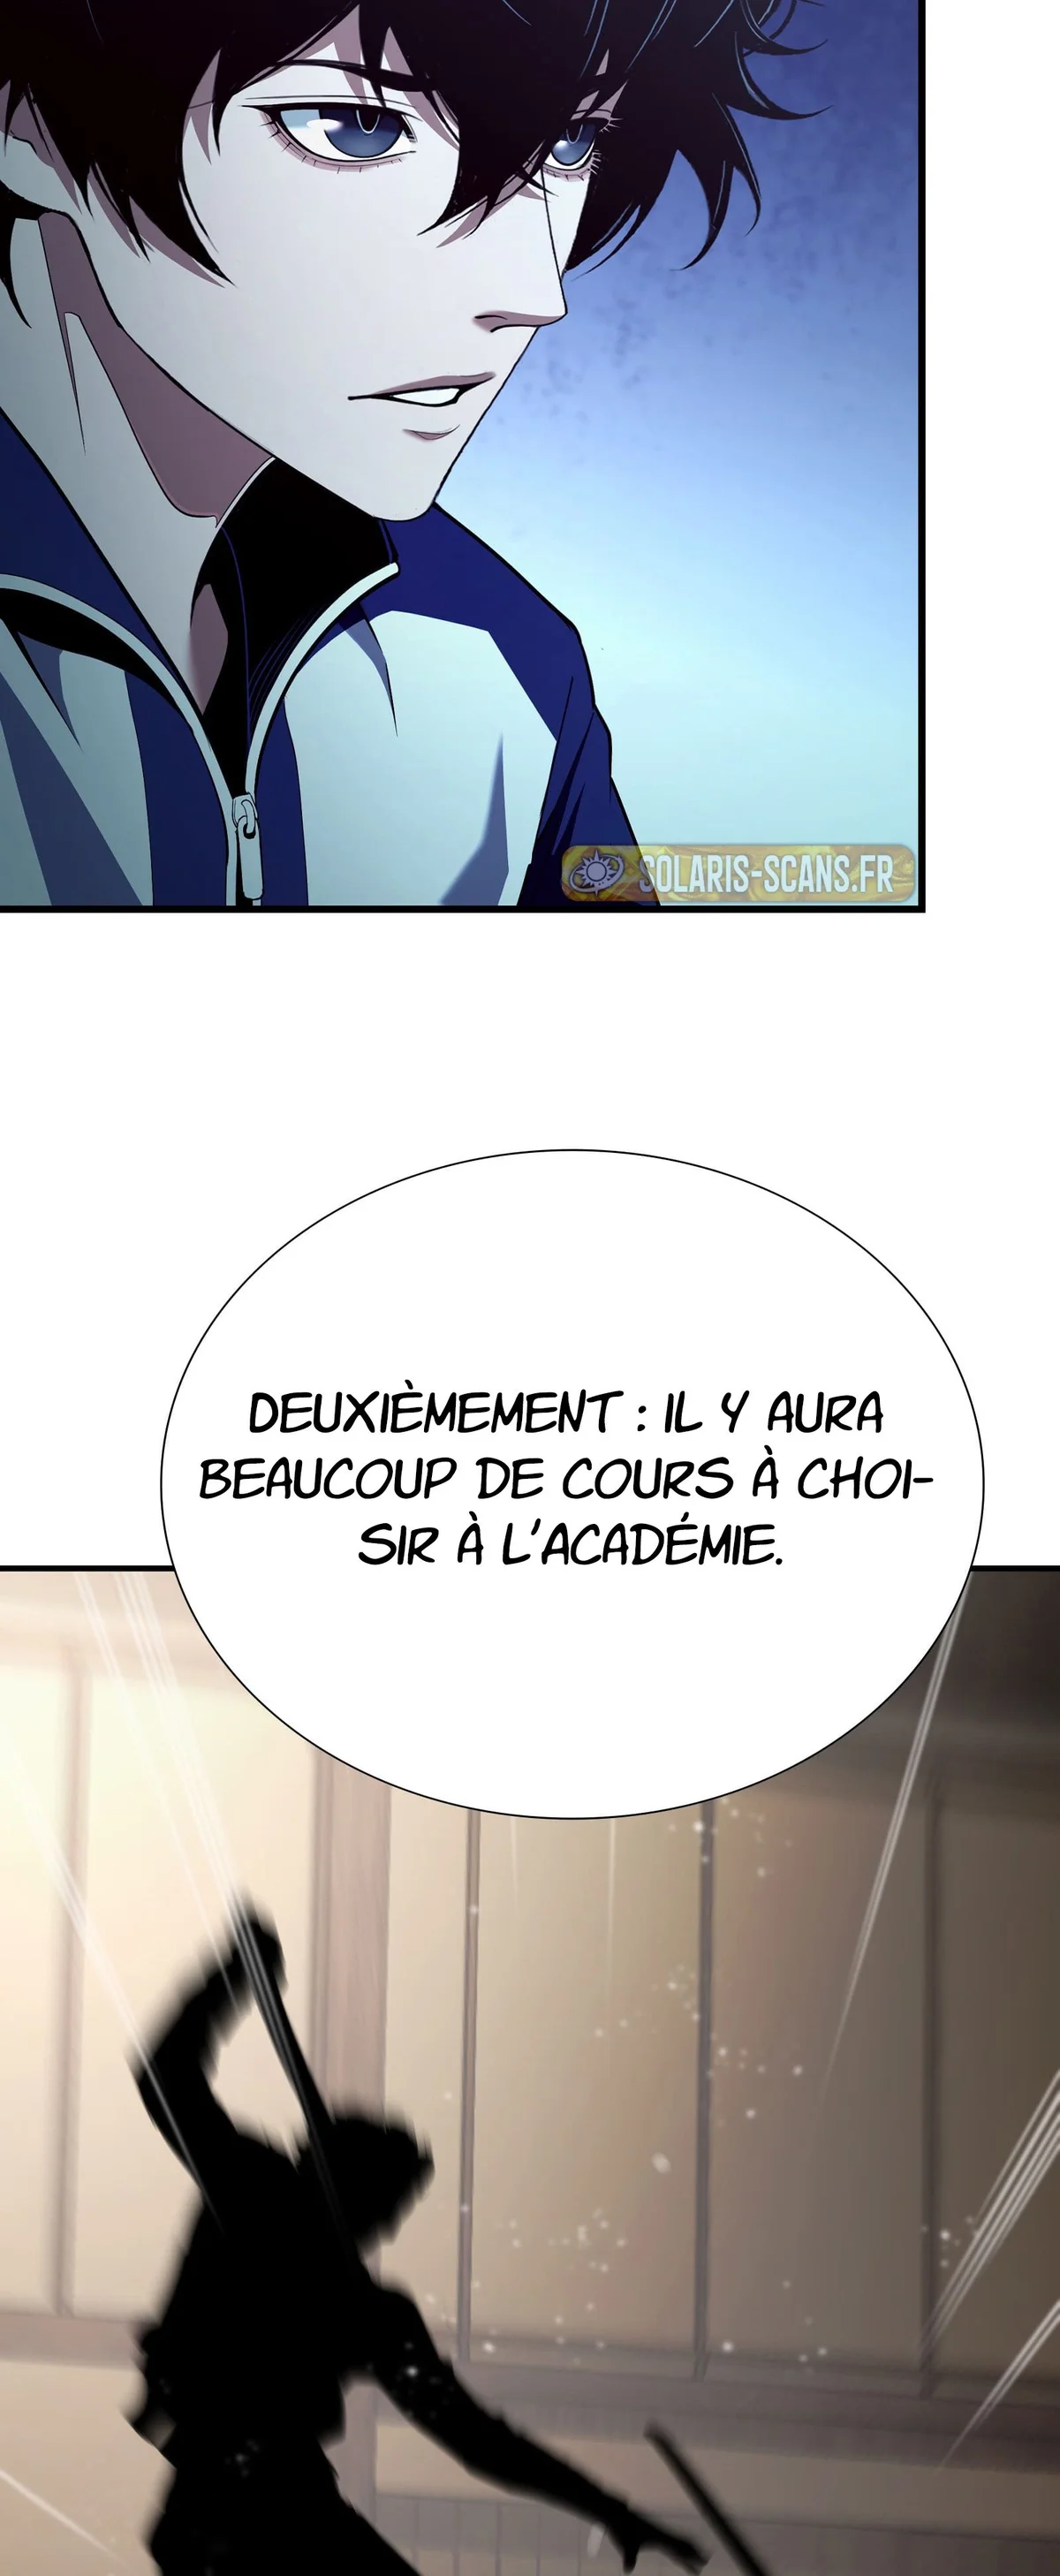 SOLARIS-SCANS.FR
DEUXIÈMEMENT : IL Y AURA
BEAUCOUP DE COURS À CHOI-
SIR À L'ACADÉMIE.